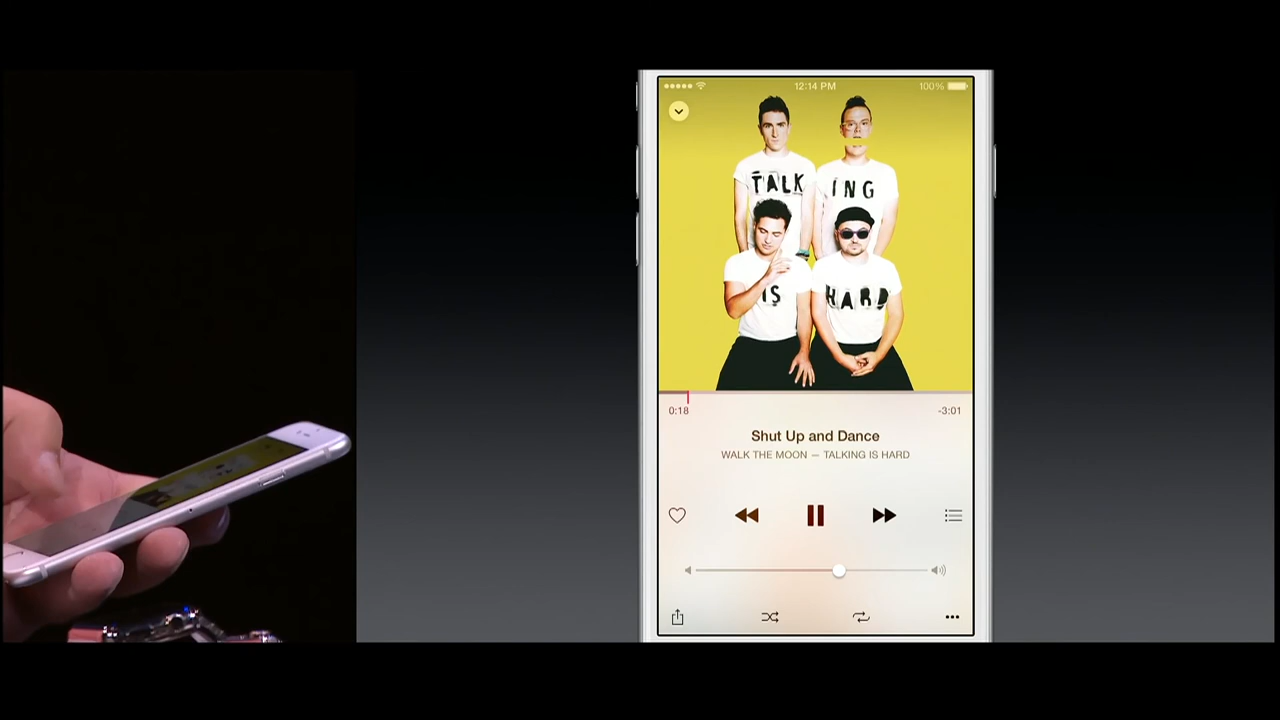 12:14 PM
100%
TALK
ING
IS
HARD
0:18
-3:01
Shut Up and Dance
WALK THE MOON — TALKING IS HARD